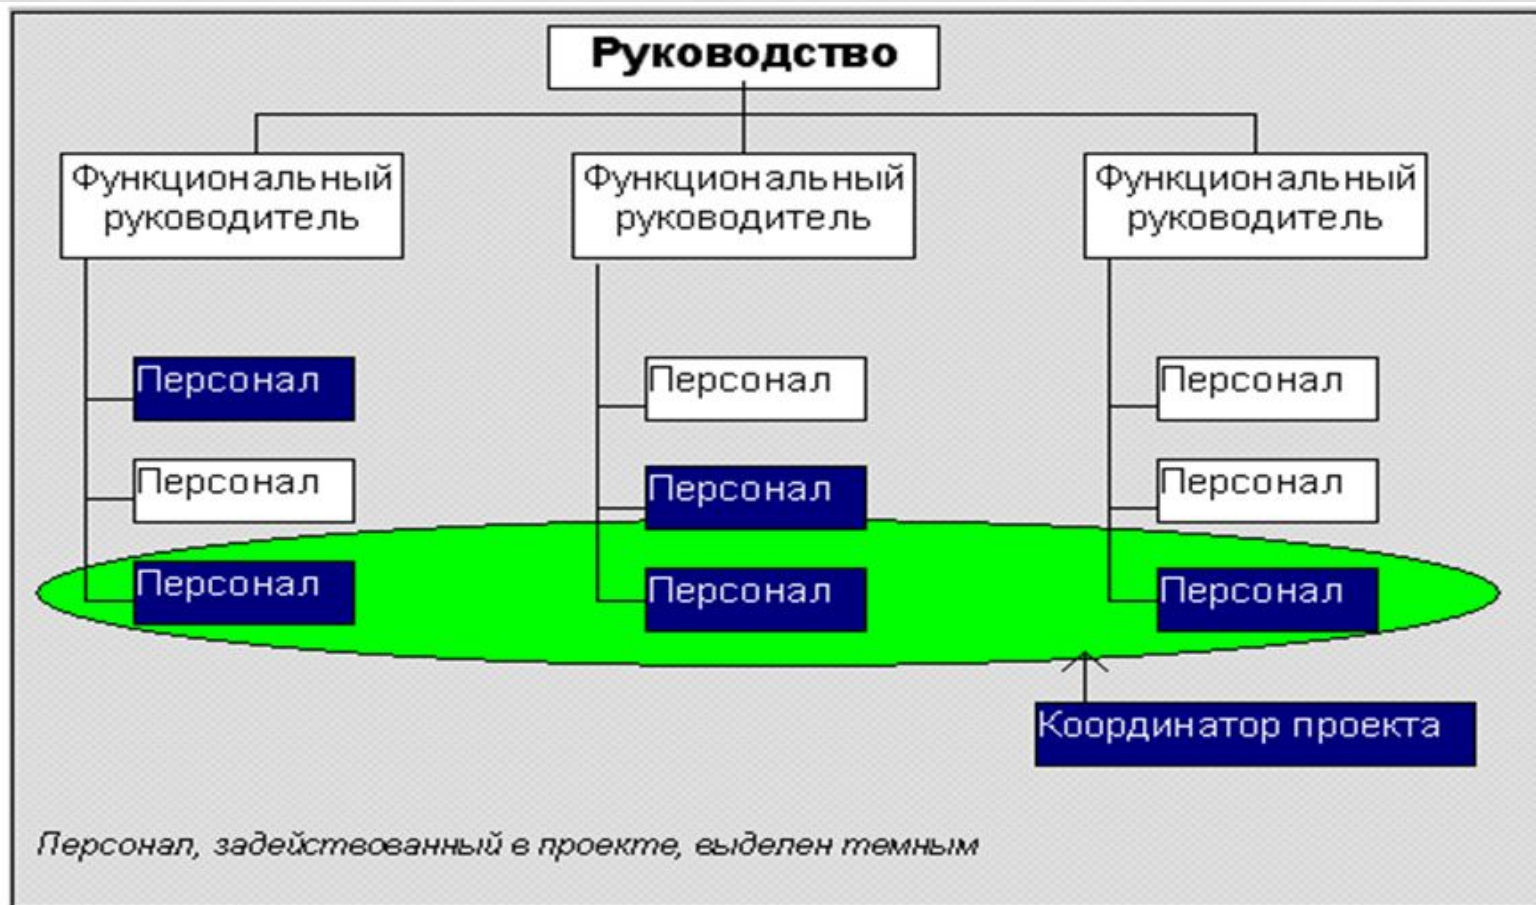 Руководство
Функциональный
руководитель
Функциональный
руководитель
Функциональный
руководитель
Персонал
Персонал
Персонал
Персонал
Персонал
Персонал
Персонал
Персонал
Персонал
Координатор проекта
Персонал, задействованный в проекте, выделен темным